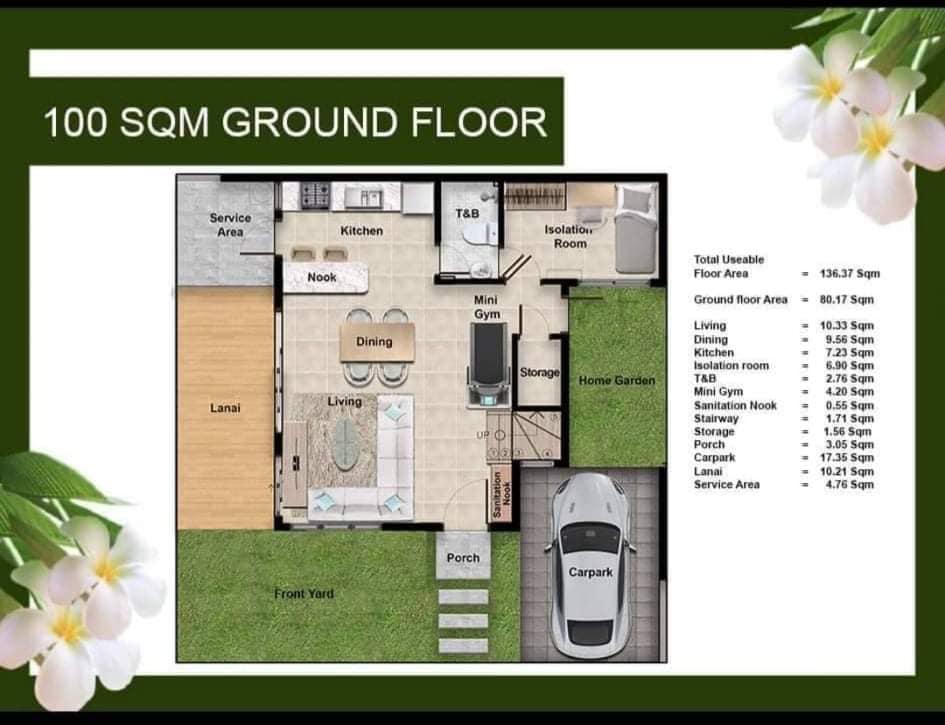 100 SQM GROUND FLOOR
Service
Area
Kitchen
T&B
Isolation
Room
Nook
Mini
Gym
Dining
Storage
Home Garden
Living
Lanai
UP
Sanitation
Nook
Porch
Carpark
Front Yard
Total Useable
Floor Area = 136.37 Sqm
Ground floor Area = 80.17 Sqm
Living = 10.33 Sqm
Dining = 9.56 Sqm
Kitchen = 7.23 Sqm
Isolation room = 6.90 Sqm
T&B = 2.76 Sqm
Mini Gym = 4.20 Sqm
Sanitation Nook = 0.55 Sqm
Stairway = 1.71 Sqm
Storage = 1.56 Sqm
Porch = 3.05 Sqm
Carpark = 17.35 Sqm
Lanai = 10.21 Sqm
Service Area = 4.76 Sqm